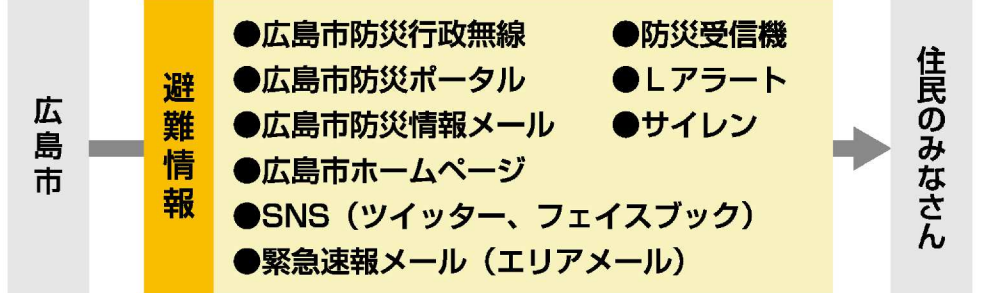 広島市
避難情報
●広島市防災行政無線
●広島市防災ポータル
●広島市防災情報メール
●広島市ホームページ
●SNS（ツイッター、フェイスブック）
●緊急速報メール（エリアメール）
●防災受信機
●Lアラート
●サイレン
住民のみなさん